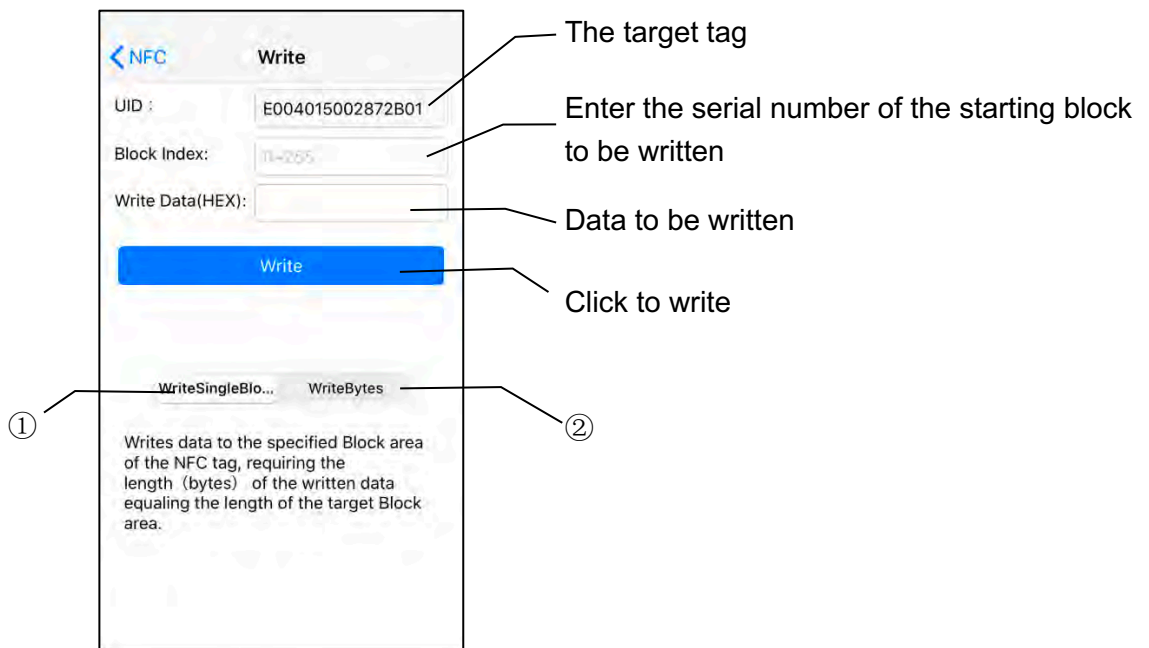 NFC Write
The target tag
UID : E004015002872B01
Enter the serial number of the starting block
to be written
Block Index: 0~255
Write Data(HEX):
Data to be written
Write
Click to write
WriteSingleBlo... WriteBytes
① ②
Writes data to the specified Block area
of the NFC tag, requiring the
length（bytes） of the written data
equaling the length of the target Block
area.